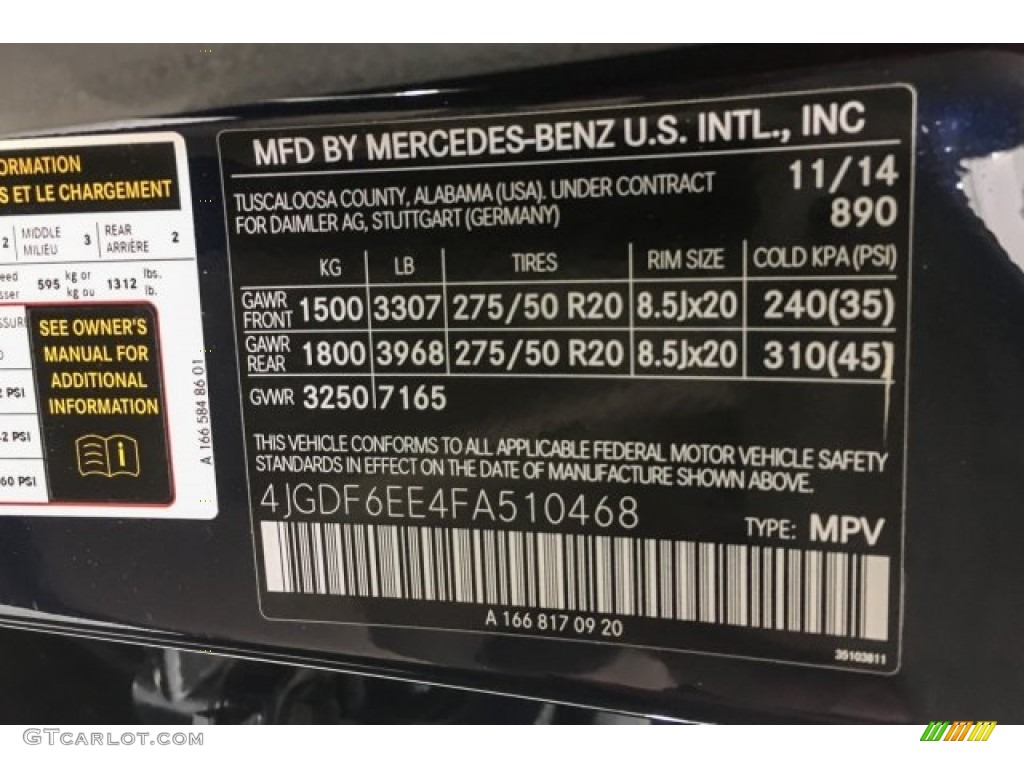 ORMATION
S ET LE CHARGEMENT
2 MIDDLE MILIEU 3 REAR ARRIÈRE 2
595 kg or kg ou 1312 lbs. lb.
SEE OWNER'S
MANUAL FOR
ADDITIONAL
INFORMATION
PSI
2 PSI
60 PSI
A 166 584 86 01
MFD BY MERCEDES-BENZ U.S. INTL., INC
TUSCALOOSA COUNTY, ALABAMA (USA). UNDER CONTRACT 11/14
FOR DAIMLER AG, STUTTGART (GERMANY) 890
KG LB TIRES RIM SIZE COLD KPA (PSI)
GAWR FRONT 1500 3307 275/50 R20 8.5Jx20 240(35)
GAWR REAR 1800 3968 275/50 R20 8.5Jx20 310(45)
GVWR 3250 7165
THIS VEHICLE CONFORMS TO ALL APPLICABLE FEDERAL MOTOR VEHICLE SAFETY
STANDARDS IN EFFECT ON THE DATE OF MANUFACTURE SHOWN ABOVE.
4JGDF6EE4FA510468 TYPE: MPV
A 166 817 09 20
35103811
GTCarlot.com